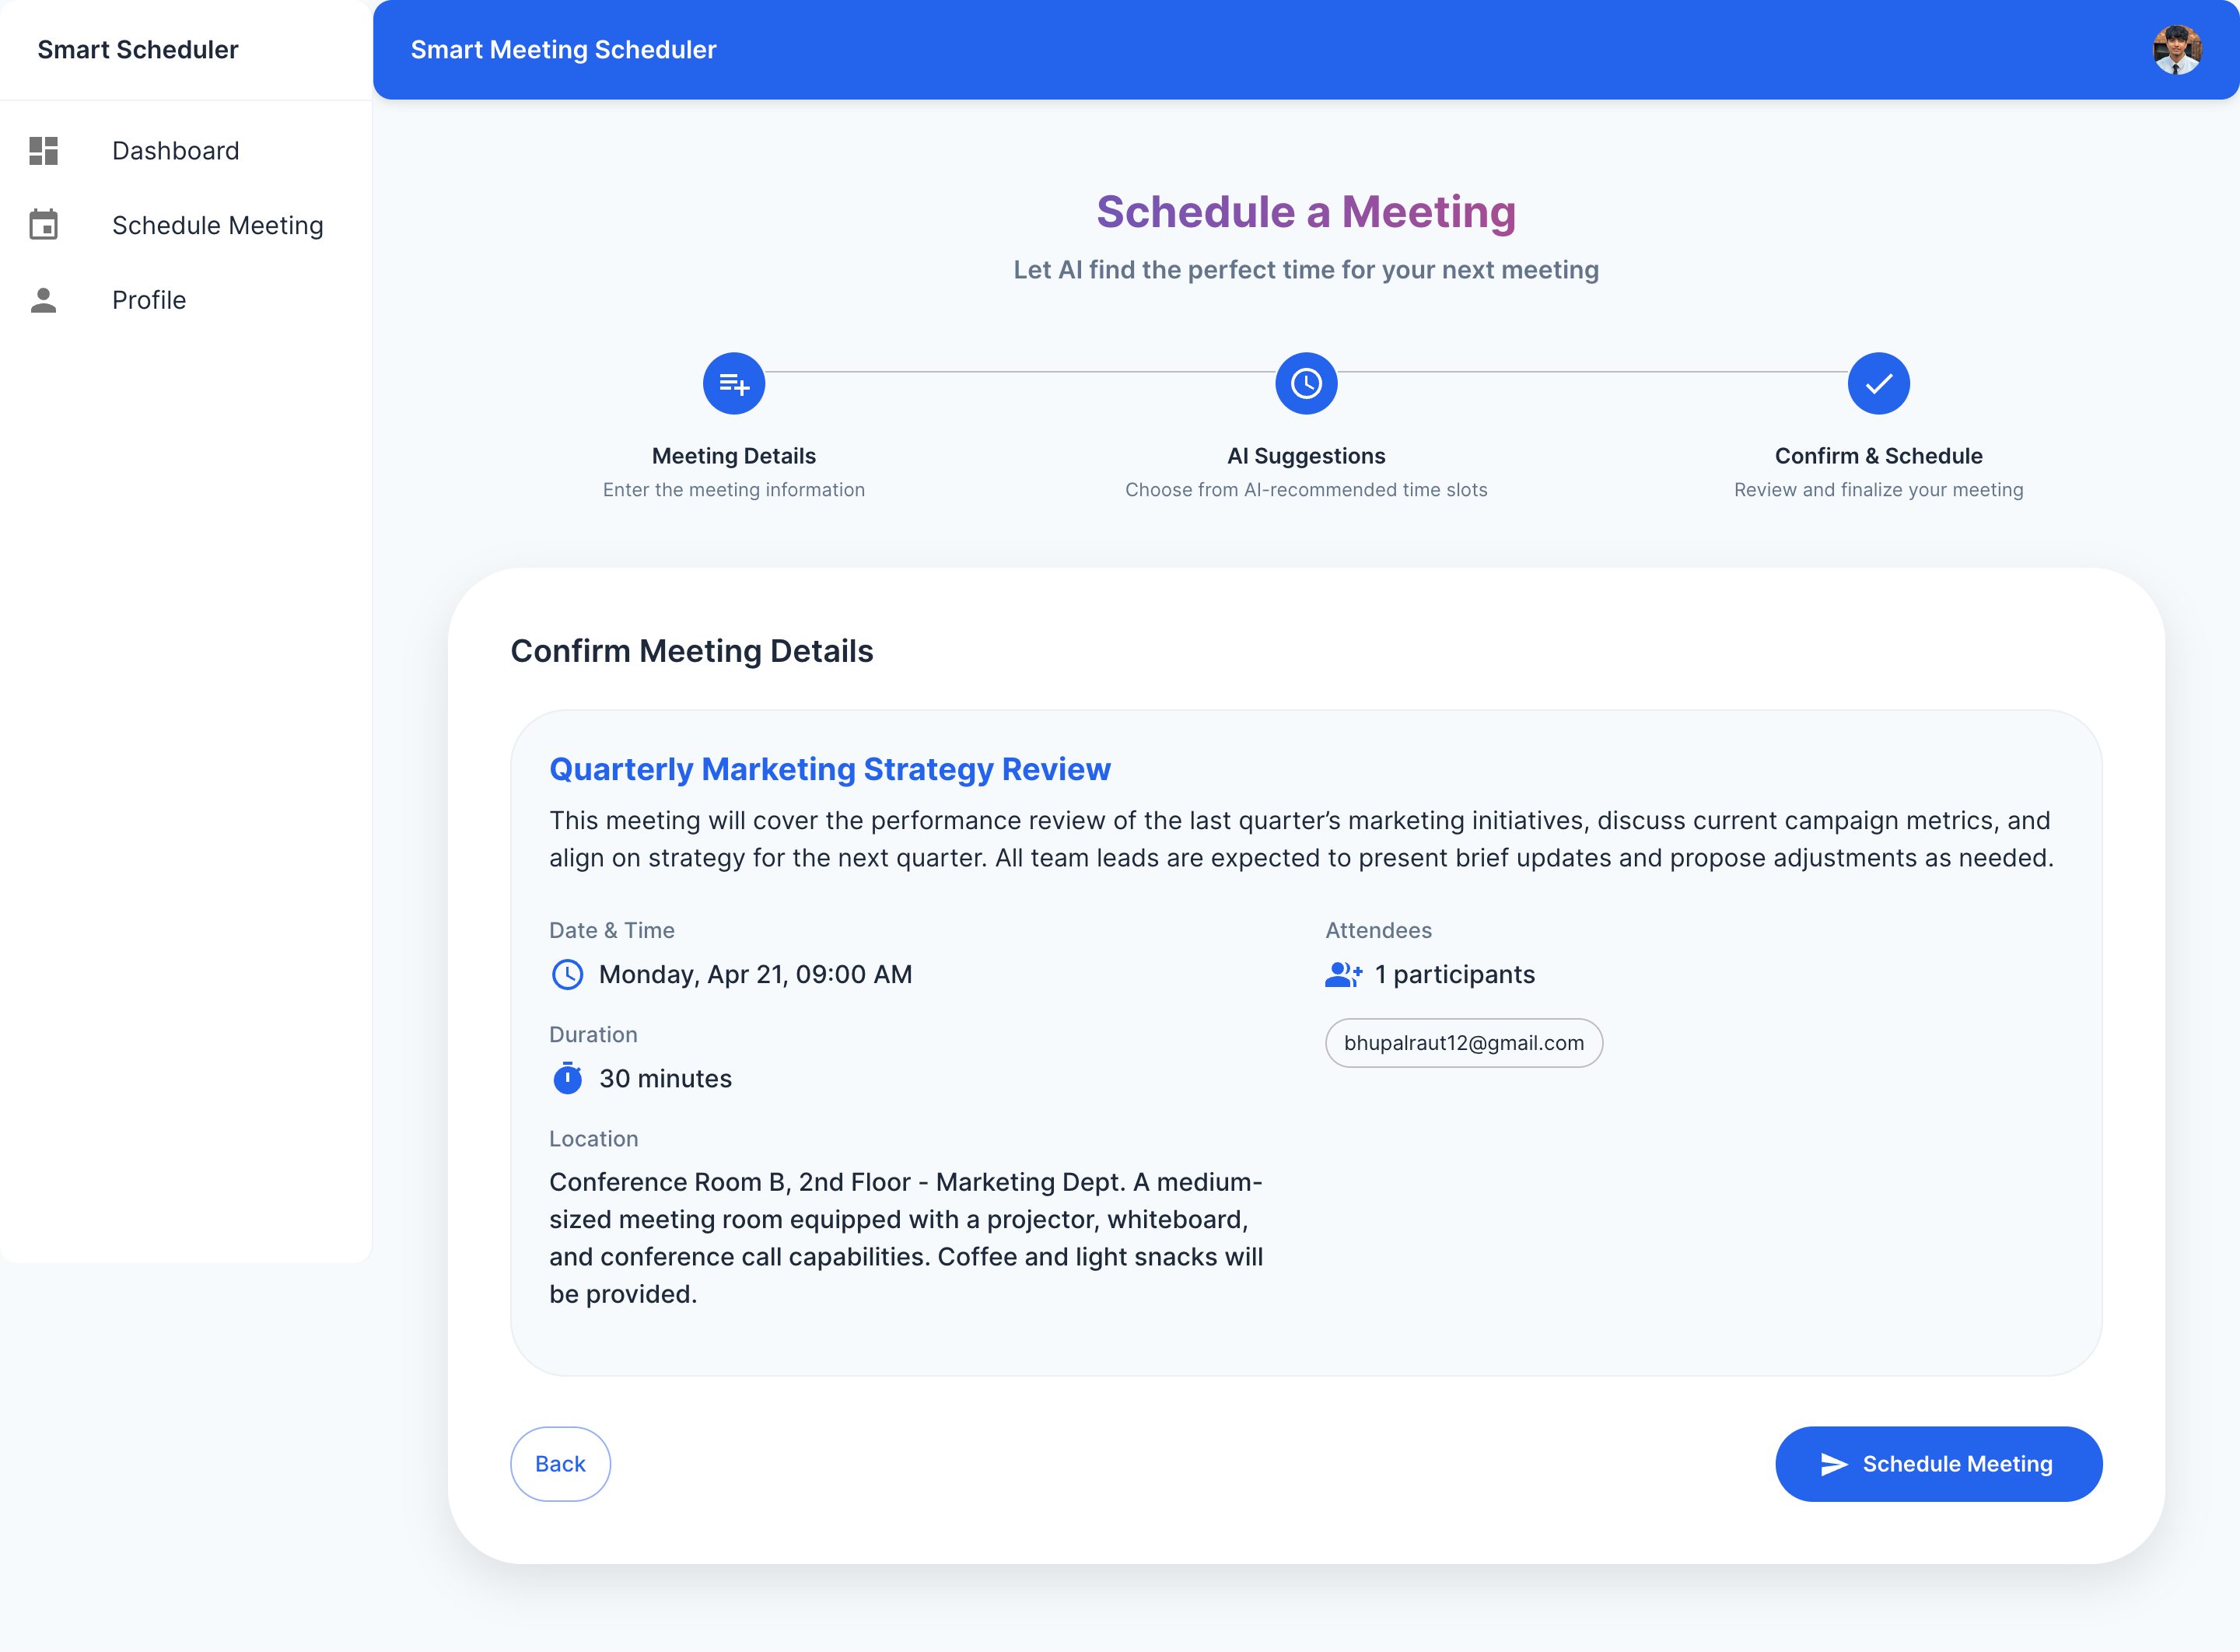 Smart Scheduler
Dashboard
Schedule Meeting
Profile
Smart Meeting Scheduler
Schedule a Meeting
Let AI find the perfect time for your next meeting
Meeting Details
Enter the meeting information
AI Suggestions
Choose from AI-recommended time slots
Confirm & Schedule
Review and finalize your meeting
Confirm Meeting Details
Quarterly Marketing Strategy Review
This meeting will cover the performance review of the last quarter’s marketing initiatives, discuss current campaign metrics, and
align on strategy for the next quarter. All team leads are expected to present brief updates and propose adjustments as needed.
Date & Time
Monday, Apr 21, 09:00 AM
Duration
30 minutes
Location
Conference Room B, 2nd Floor - Marketing Dept. A medium-
sized meeting room equipped with a projector, whiteboard,
and conference call capabilities. Coffee and light snacks will
be provided.
Attendees
1 participants
bhupalraut12@gmail.com
Back
Schedule Meeting